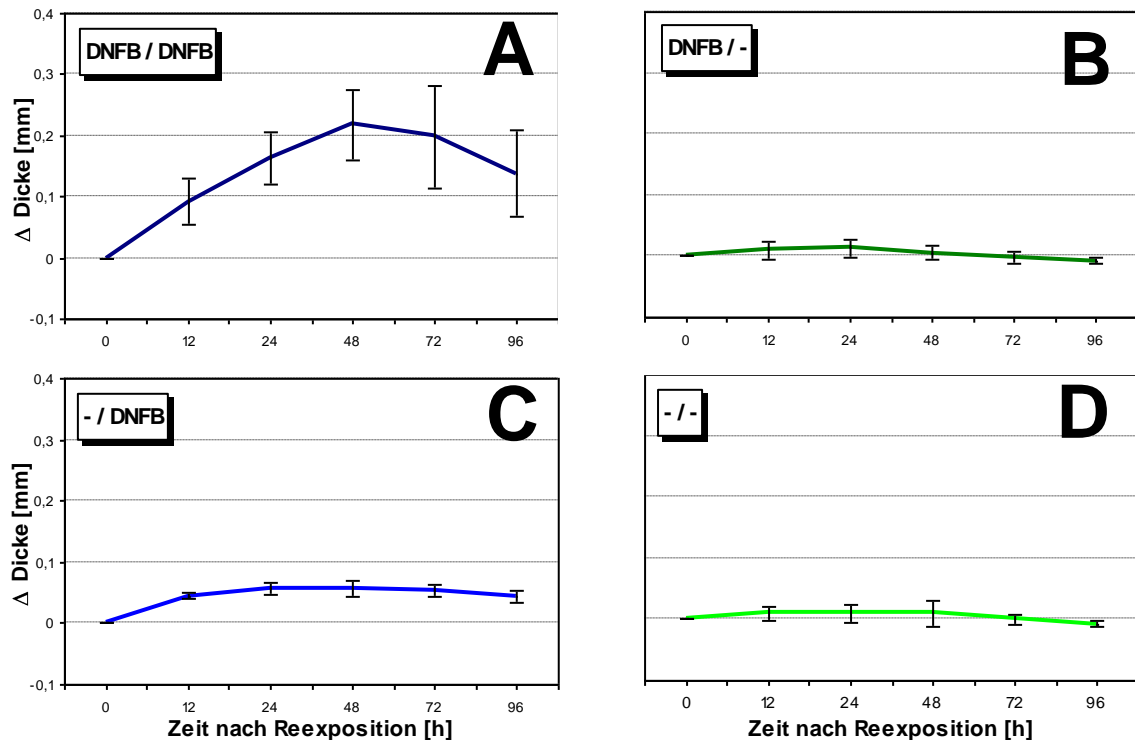 DNFB / DNFB
A
0,4
0,3
0,2
0,1
0
-0,1
Δ Dicke [mm]
0 12 24 48 72 96
DNFB / -
B
0 12 24 48 72 96
- / DNFB
C
0,4
0,3
0,2
0,1
0
-0,1
Δ Dicke [mm]
0 12 24 48 72 96
Zeit nach Reexposition [h]
- / -
D
0 12 24 48 72 96
Zeit nach Reexposition [h]